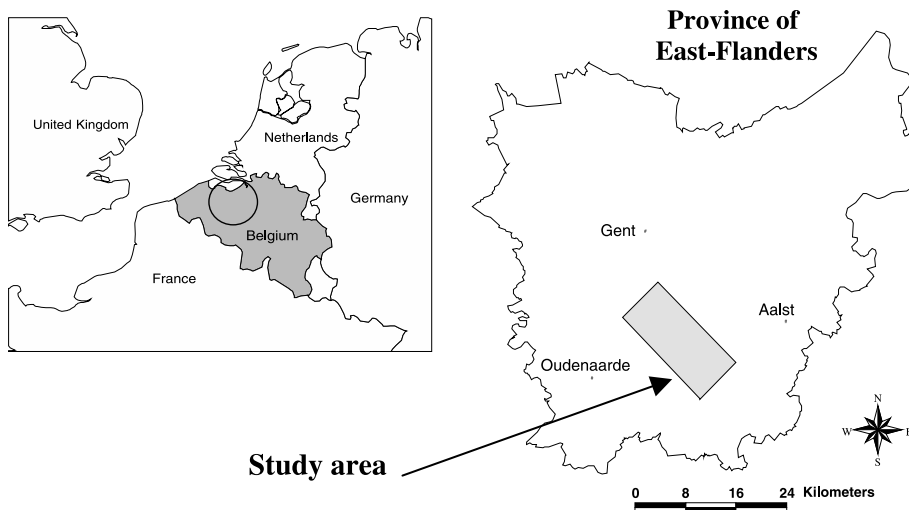 Province of
East-Flanders
United Kingdom
Netherlands
Germany
Belgium
France
Gent
Aalst
Oudenaarde
Study area
N
W E
S
0 8 16 24 Kilometers